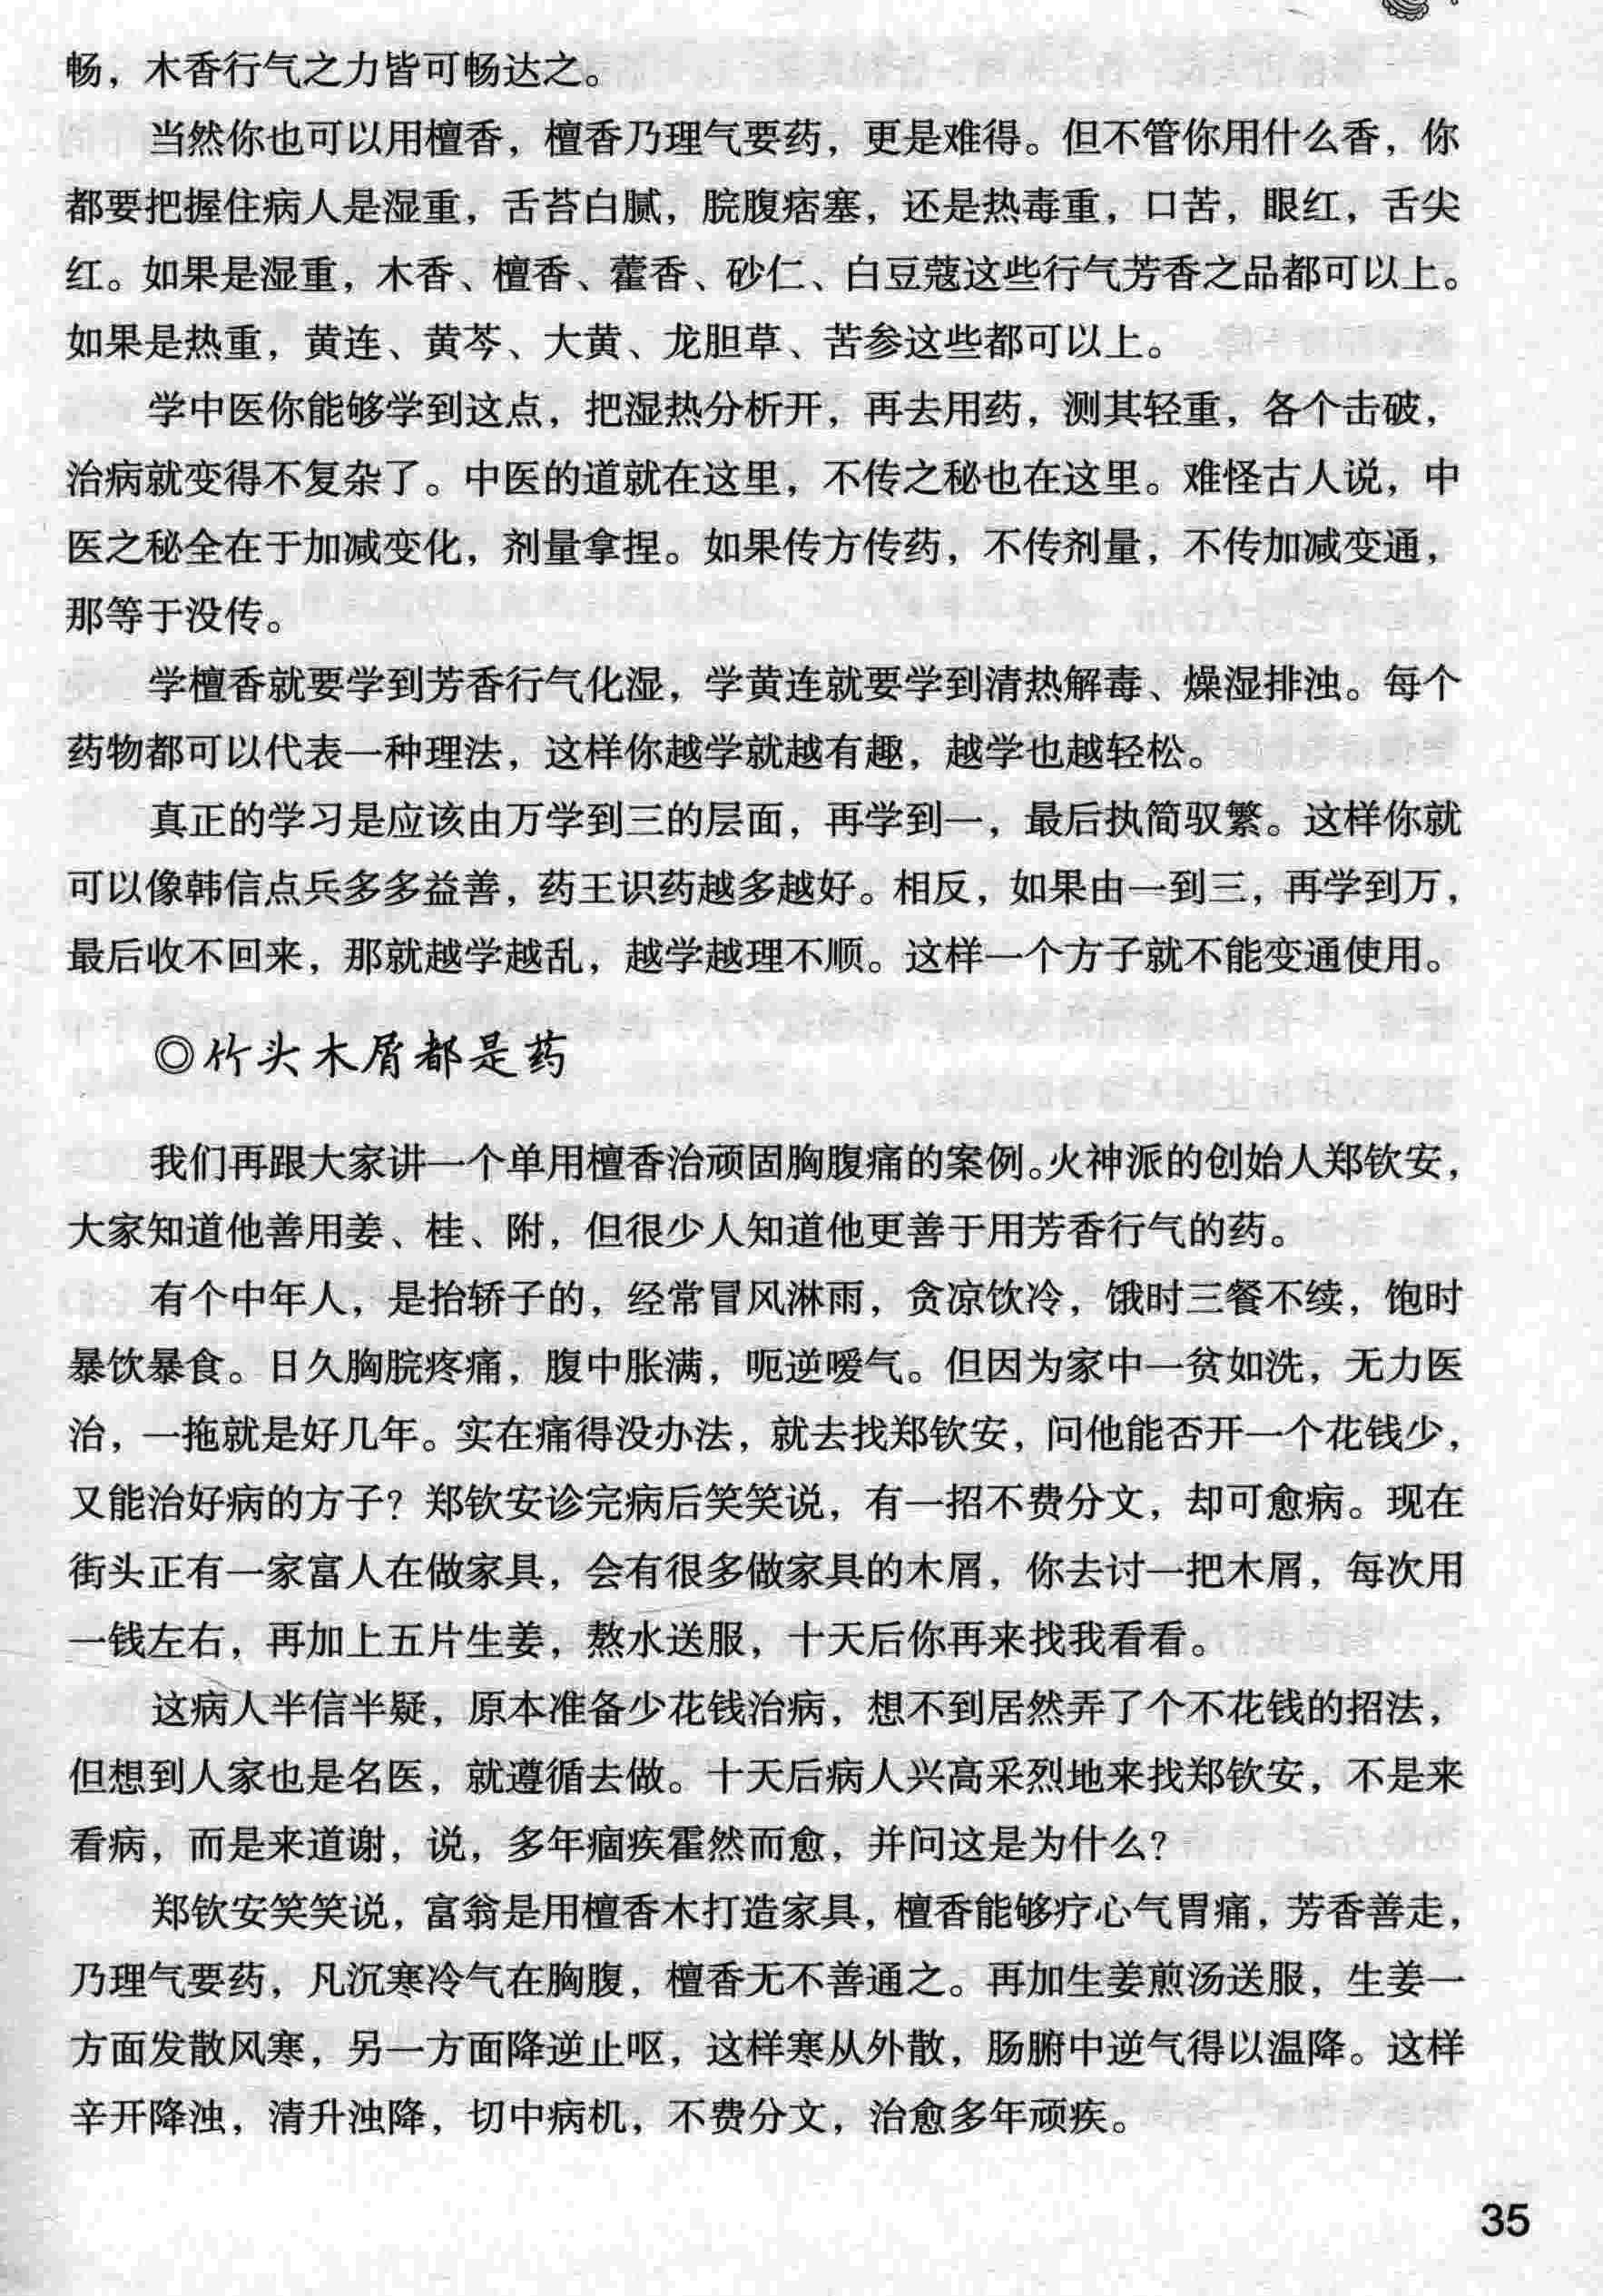 畅，木香行气之力皆可畅达之。
当然你也可以用檀香，檀香乃理气要药，更是难得。但不管你用什么香，你
都要把握住病人是湿重，舌苔白腻，脘腹痞塞，还是热毒重，口苦，眼红，舌尖
红。如果是湿重，木香、檀香、藿香、砂仁、白豆蔻这些行气芳香之品都可以上。
如果是热重，黄连、黄芩、大黄、龙胆草、苦参这些都可以上。
学中医你能够学到这点，把湿热分析开，再去用药，测其轻重，各个击破，
治病就变得不复杂了。中医的道就在这里，不传之秘也在这里。难怪古人说，中
医之秘全在于加减变化，剂量拿捏。如果传方传药，不传剂量，不传加减变通，
那等于没传。
学檀香就要学到芳香行气化湿，学黄连就要学到清热解毒、燥湿排浊。每个
药物都可以代表一种理法，这样你越学就越有趣，越学也越轻松。
真正的学习是应该由万学到三的层面，再学到一，最后执简驭繁。这样你就
可以像韩信点兵多多益善，药王识药越多越好。相反，如果由一到三，再学到万，
最后收不回来，那就越学越乱，越学越理不顺。这样一个方子就不能变通使用。
◎竹头木屑都是药
我们再跟大家讲一个单用檀香治顽固胸腹痛的案例。火神派的创始人郑钦安，
大家知道他善用姜、桂、附，但很少人知道他更善于用芳香行气的药。
有个中年人，是抬轿子的，经常冒风淋雨，贪凉饮冷，饿时三餐不续，饱时
暴饮暴食。日久胸脘疼痛，腹中胀满，呃逆嗳气。但因为家中一贫如洗，无力医
治，一拖就是好几年。实在痛得没办法，就去找郑钦安，问他能否开一个花钱少，
又能治好病的方子？郑钦安诊完病后笑笑说，有一招不费分文，却可愈病。现在
街头正有一家富人在做家具，会有很多做家具的木屑，你去讨一把木屑，每次用
一钱左右，再加上五片生姜，熬水送服，十天后你再来找我看看。
这病人半信半疑，原本准备少花钱治病，想不到居然弄了个不花钱的招法，
但想到人家也是名医，就遵循去做。十天后病人兴高采烈地来找郑钦安，不是来
看病，而是来道谢，说，多年痼疾霍然而愈，并问这是为什么？
郑钦安笑笑说，富翁是用檀香木打造家具，檀香能够疗心气胃痛，芳香善走，
乃理气要药，凡沉寒冷气在胸腹，檀香无不善通之。再加生姜煎汤送服，生姜一
方面发散风寒，另一方面降逆止呕，这样寒从外散，肠腑中逆气得以温降。这样
辛开降浊，清升浊降，切中病机，不费分文，治愈多年顽疾。
35